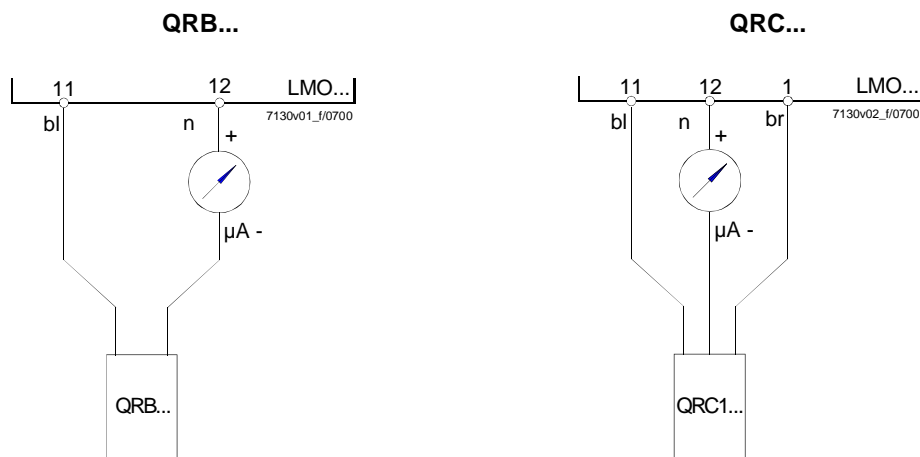 QRB...
11
12
LMO...
7130v01_f/0700
bl
n
+
µA -
QRB...
QRC...
11
12
1
LMO...
7130v02_f/0700
bl
n
br
+
µA -
QRC1...